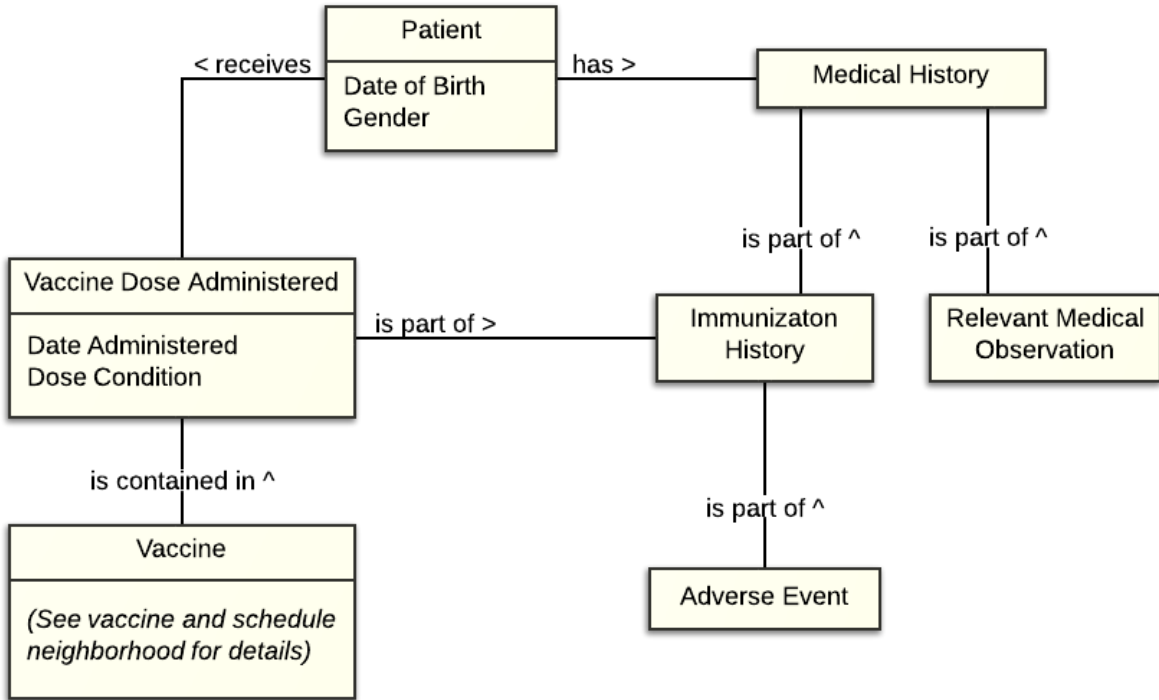 Patient
Date of Birth
Gender
< receives
has >
Medical History
is part of ^
is part of ^
Vaccine Dose Administered
Date Administered
Dose Condition
is part of >
Immunizaton
History
Relevant Medical
Observation
is contained in ^
is part of ^
Vaccine
(See vaccine and schedule
neighborhood for details)
Adverse Event